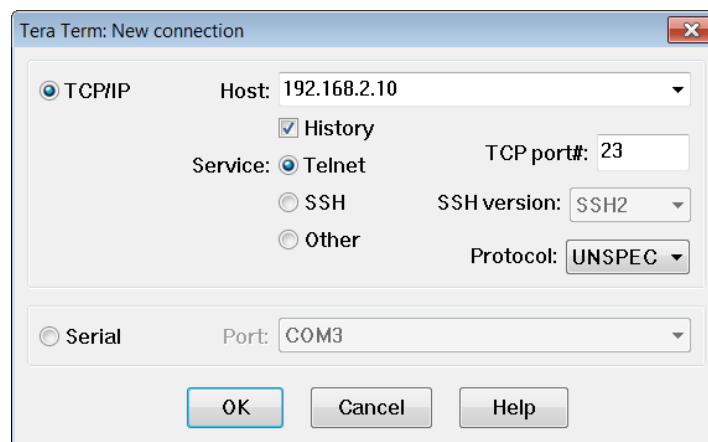 Tera Term: New connection
TCP/IP Host: 192.168.2.10
History
Service: Telnet TCP port#: 23
SSH SSH version: SSH2
Other Protocol: UNSPEC
Serial Port: COM3
OK Cancel Help